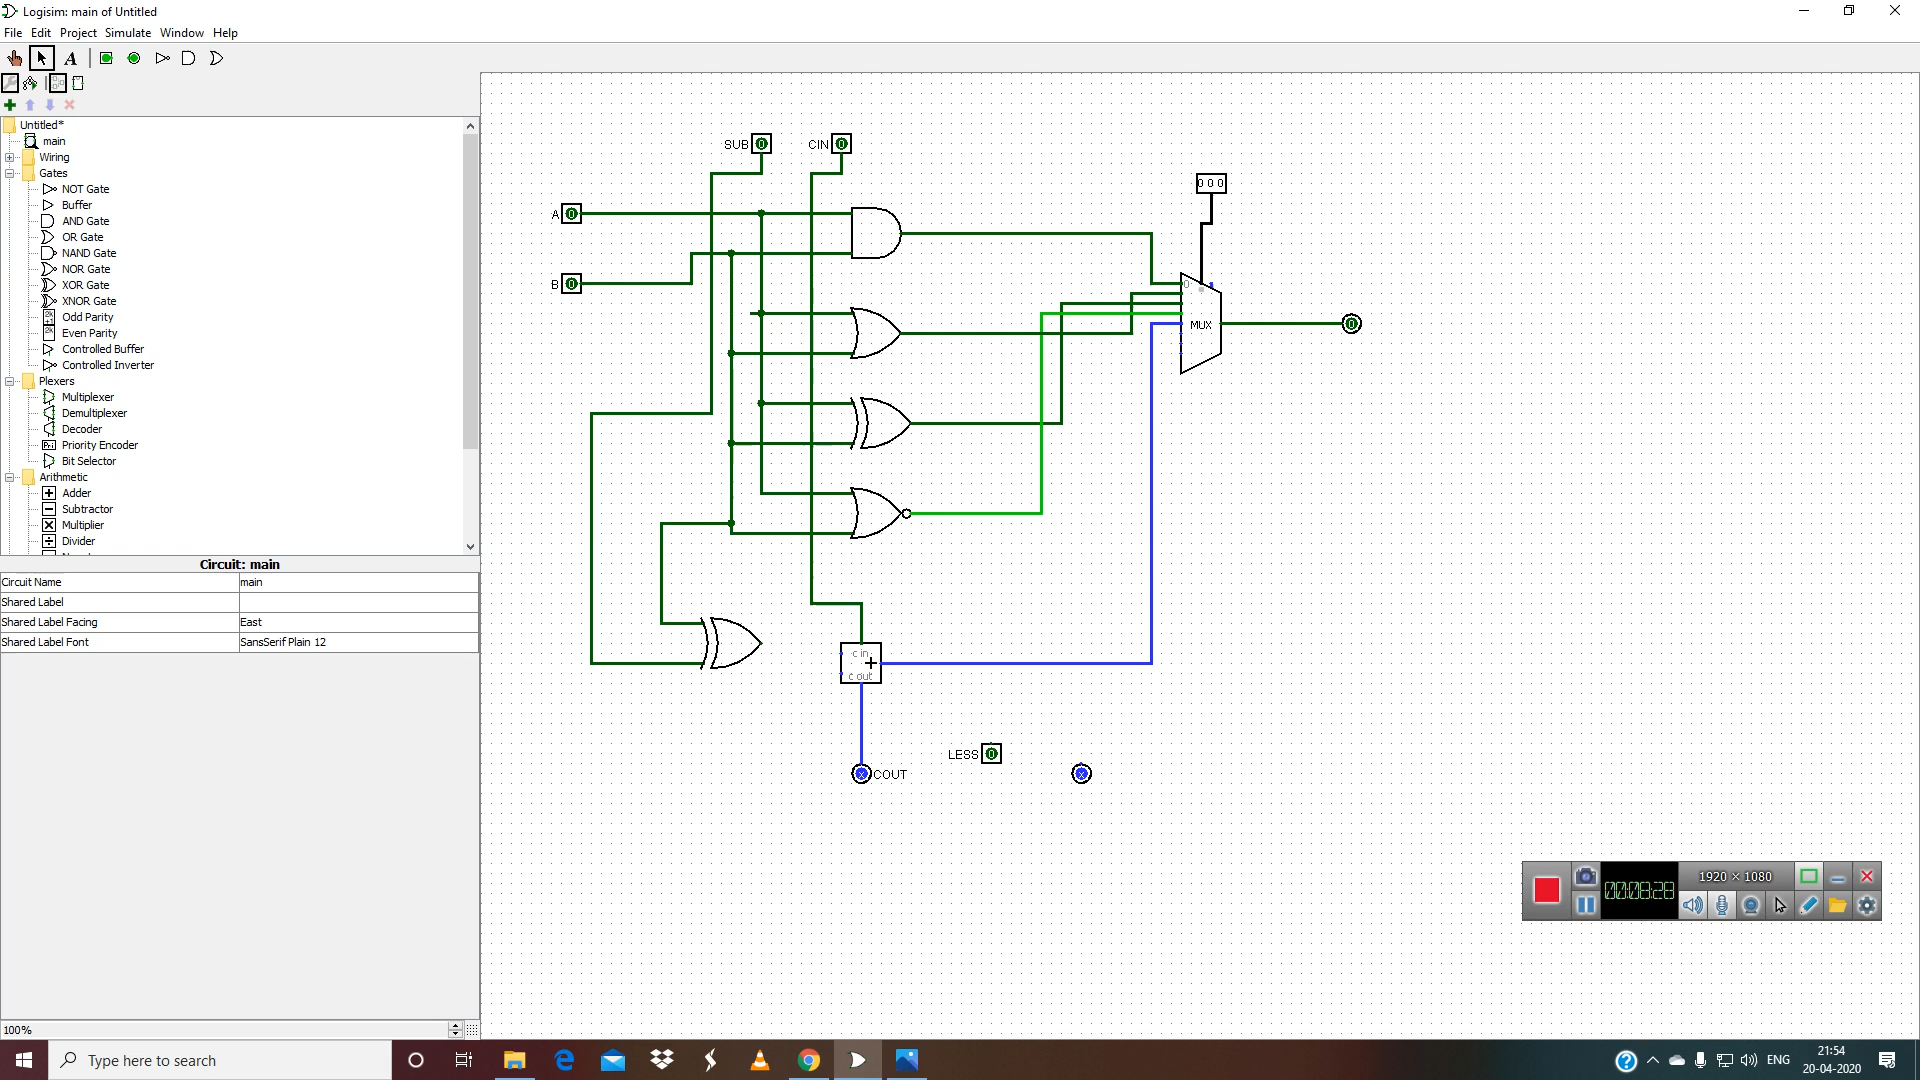 Logisim: main of Untitled
File Edit Project Simulate Window Help
A
Untitled*
main
Wiring
Gates
NOT Gate
Buffer
AND Gate
OR Gate
NAND Gate
NOR Gate
XOR Gate
XNOR Gate
Odd Parity
Even Parity
Controlled Buffer
Controlled Inverter
Plexers
Multiplexer
Demultiplexer
Decoder
Priority Encoder
Bit Selector
Arithmetic
Adder
Subtractor
Multiplier
Divider
Circuit: main
Circuit Name main
Shared Label
Shared Label Facing East
Shared Label Font SansSerif Plain 12
100%
SUB 0 CIN 0
0 0 0
A 0
B 0
0
MUX
0
c in
+
c out
LESS 0
x COUT
x
00:08:28
1920 × 1080
Type here to search
ENG
21:54
20-04-2020